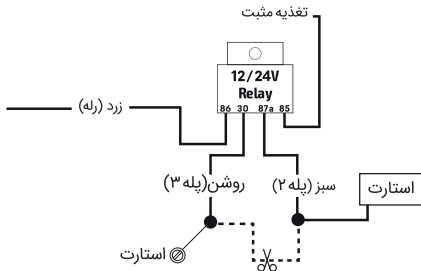 تغذیه مثبت
12/24V
Relay
86 30 87a 85
زرد (رله)
روشن(پله ۳)
سبز (پله ۲)
استارت
استارت